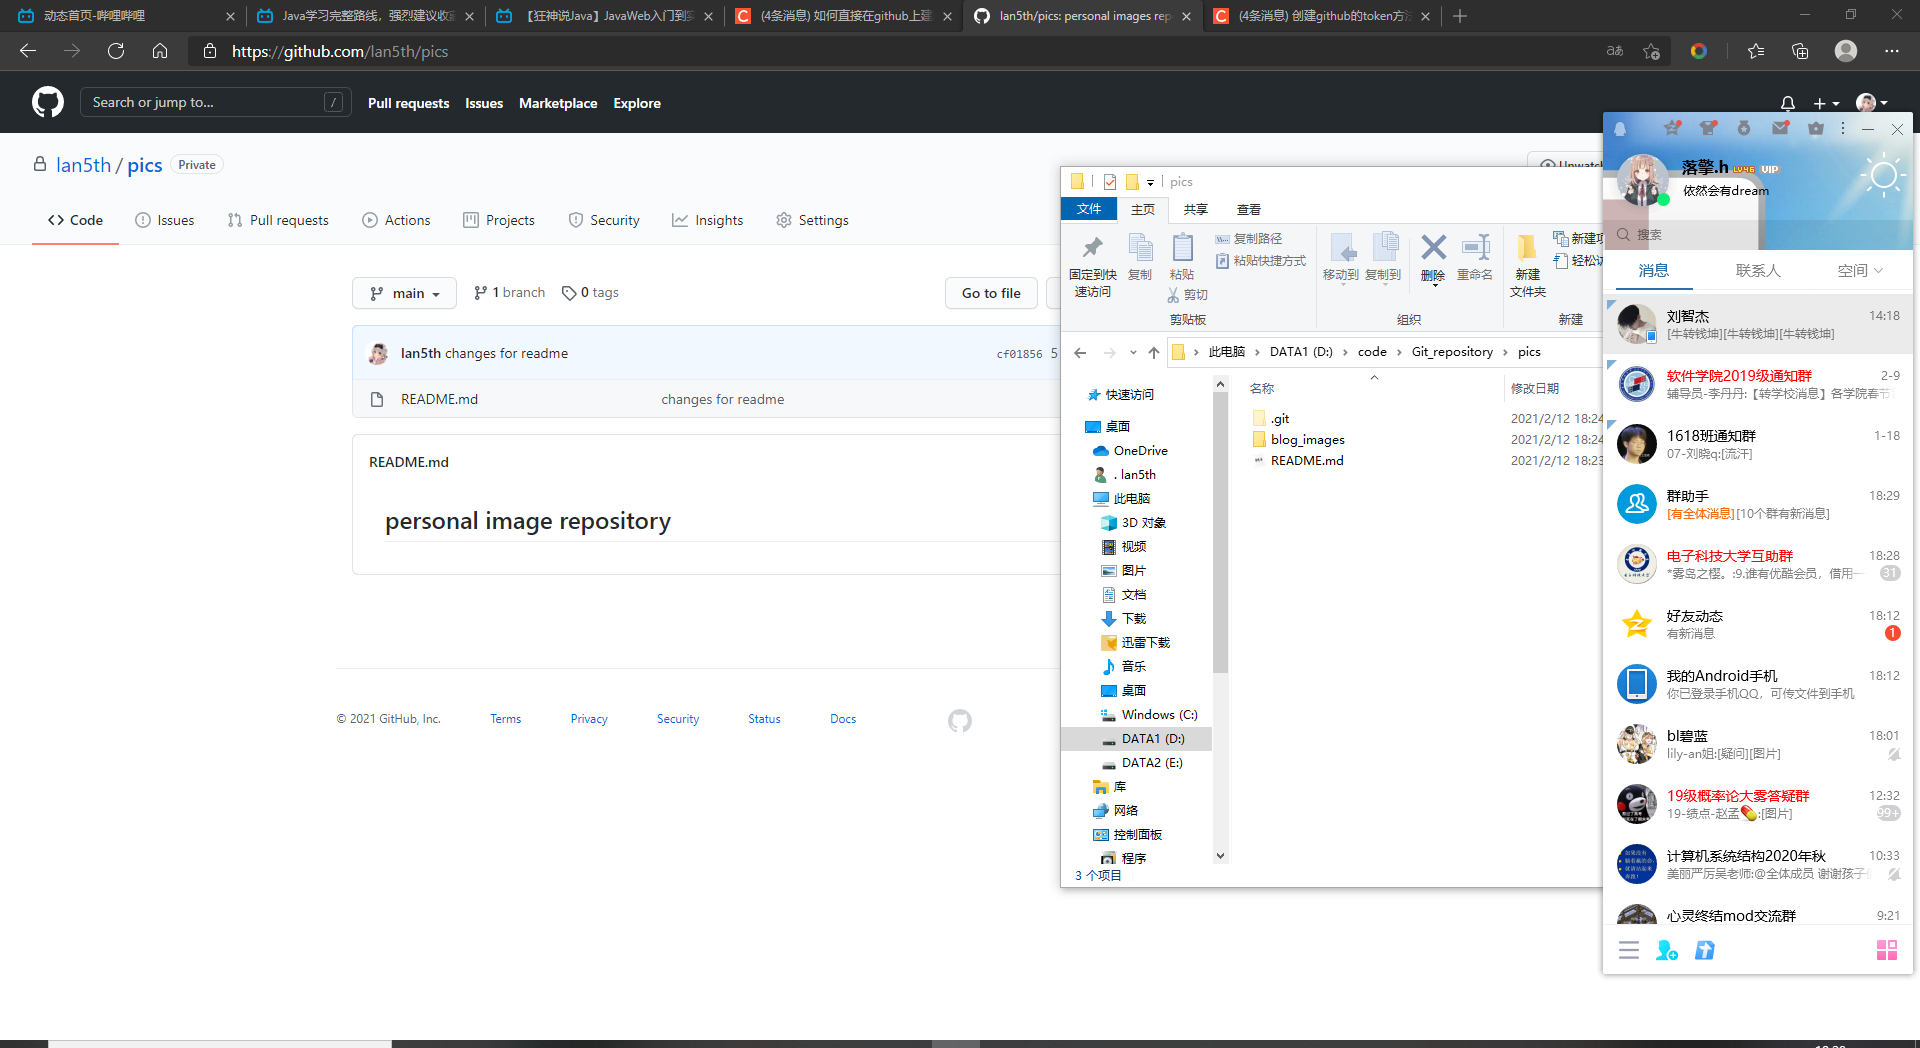 动态首页-哔哩哔哩
Java学习完整路线，强烈建议收
【狂神说Java】JavaWeb入门到实
(4条消息) 如何直接在github上建
lan5th/pics: personal images rep
(4条消息) 创建github的token方法
https://github.com/lan5th/pics
Search or jump to...
/
Pull requests
Issues
Marketplace
Explore
lan5th / pics
Private
Unwatch
Code
Issues
Pull requests
Actions
Projects
Security
Insights
Settings
main
1 branch
0 tags
Go to file
lan5th changes for readme
cf01856 5
README.md
changes for readme
README.md
personal image repository
© 2021 GitHub, Inc.
Terms
Privacy
Security
Status
Docs
pics
文件
主页
共享
查看
固定到快
速访问
复制
粘贴
复制路径
粘贴快捷方式
剪切
剪贴板
移动到
复制到
删除
重命名
组织
新建
文件夹
新建项
轻松访
新建
此电脑
DATA1 (D:)
code
Git_repository
pics
名称
修改日期
.git
2021/2/12 18:24
blog_images
2021/2/12 18:24
README.md
2021/2/12 18:23
快速访问
桌面
OneDrive
. lan5th
此电脑
3D 对象
视频
图片
文档
下载
迅雷下载
音乐
桌面
Windows (C:)
DATA1 (D:)
DATA2 (E:)
库
网络
控制面板
程序
3 个项目
落擎.h LV46 VIP
依然会有dream
搜索
消息
联系人
空间
刘智杰
14:18
[牛转钱坤][牛转钱坤][牛转钱坤]
软件学院2019级通知群
2-9
辅导员-李丹丹:【转学校消息】各学院春节
1618班通知群
1-18
07-刘晓q:[流汗]
群助手
18:29
[有全体消息][10个群有新消息]
电子科技大学互助群
18:28
*雾岛之樱。:9.谁有优酷会员，借用一
31
好友动态
18:12
有新消息
1
我的Android手机
18:12
你已登录手机QQ，可传文件到手机
bl碧蓝
18:01
lily-an姐:[疑问][图片]
19级概率论大雾答疑群
12:32
19-绩点-赵孟💊:[图片]
99+
计算机系统结构2020年秋
10:33
美丽严厉吴老师:@全体成员 谢谢孩子们
心灵终结mod交流群
9:21